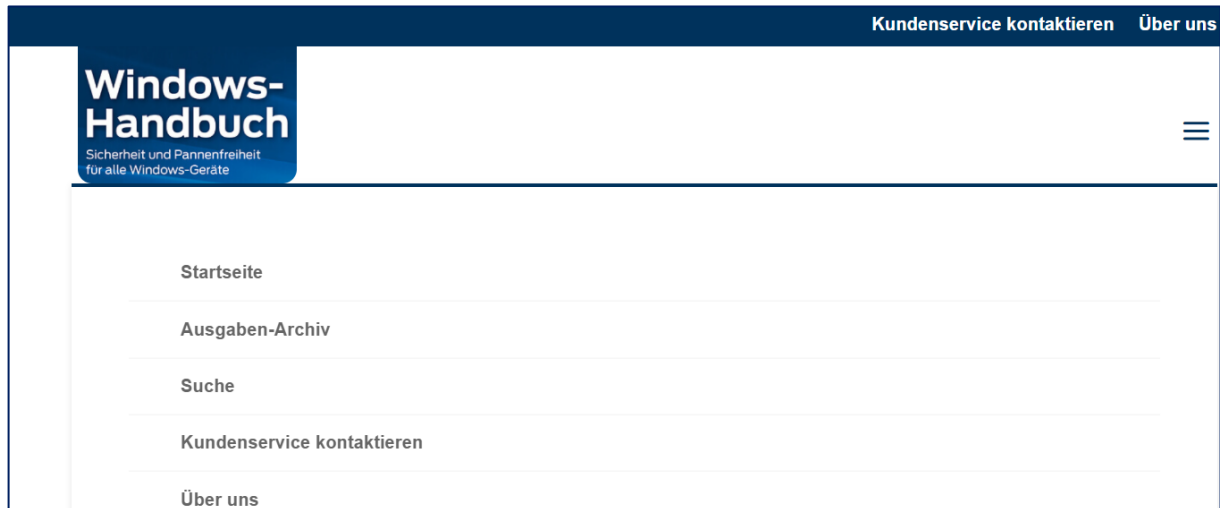 Kundenservice kontaktieren Über uns
Windows-
Handbuch
Sicherheit und Pannenfreiheit
für alle Windows-Geräte
Startseite
Ausgaben-Archiv
Suche
Kundenservice kontaktieren
Über uns